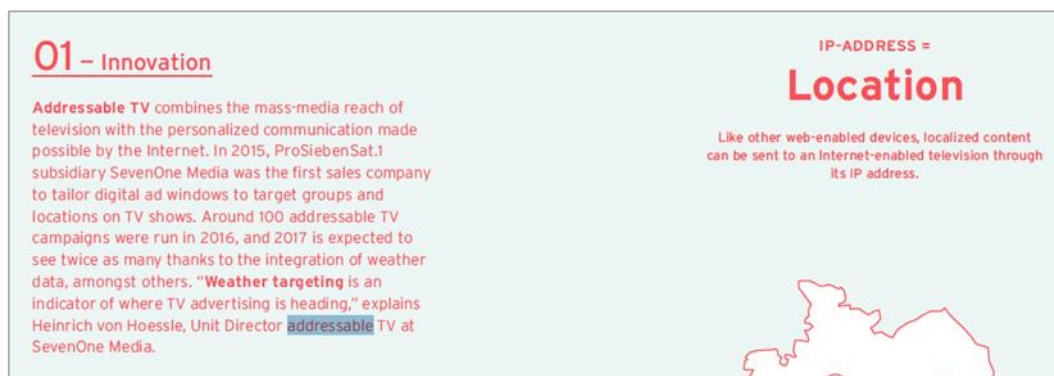 01 – Innovation
Addressable TV combines the mass-media reach of
television with the personalized communication made
possible by the Internet. In 2015, ProSiebenSat.1
subsidiary SevenOne Media was the first sales company
to tailor digital ad windows to target groups and
locations on TV shows. Around 100 addressable TV
campaigns were run in 2016, and 2017 is expected to
see twice as many thanks to the integration of weather
data, amongst others. “Weather targeting is an
indicator of where TV advertising is heading,” explains
Heinrich von Hoessle, Unit Director addressable TV at
SevenOne Media.
IP-ADDRESS =
Location
Like other web-enabled devices, localized content
can be sent to an Internet-enabled television through
its IP address.